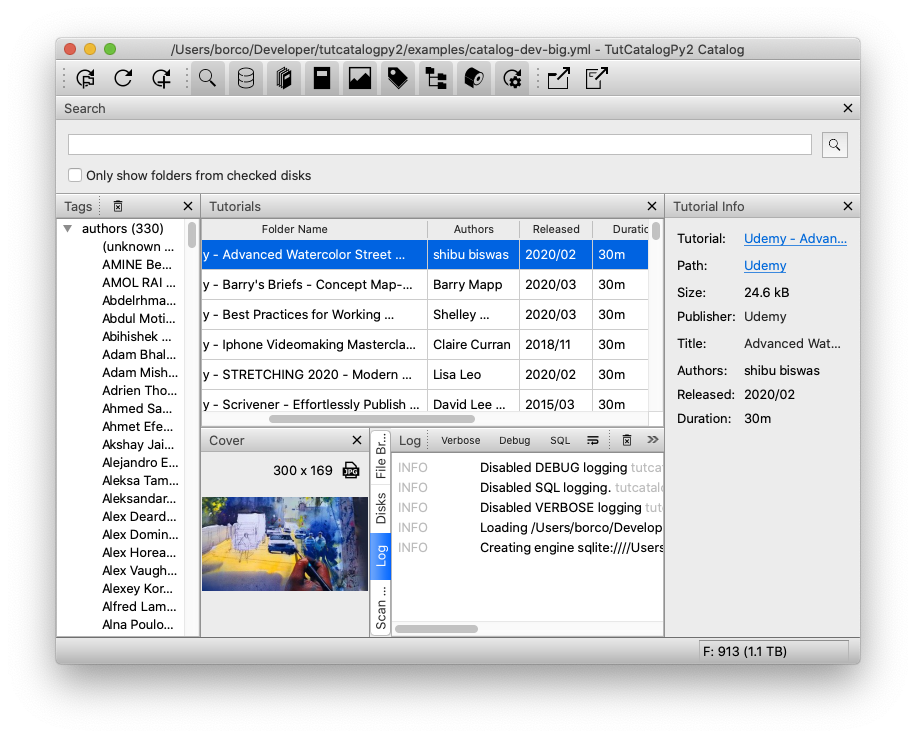 /Users/borco/Developer/tutcatalogpy2/examples/catalog-dev-big.yml - TutCatalogPy2 Catalog
Search
Only show folders from checked disks
Tags
authors (330)
(unknown ...
AMINE Be...
AMOL RAI ...
Abdelrhma...
Abdul Moti...
Abihishek ...
Adam Bhal...
Adam Mish...
Adrien Tho...
Ahmed Sa...
Ahmet Efe...
Akshay Jai...
Alejandro E...
Aleksa Tam...
Aleksandar...
Alex Deard...
Alex Domin...
Alex Horea...
Alex Vaugh...
Alexey Kor...
Alfred Lam...
Alna Poulo...
Tutorials
Folder Name Authors Released Duratic
y - Advanced Watercolor Street ... shibu biswas 2020/02 30m
y - Barry's Briefs - Concept Map-... Barry Mapp 2020/03 30m
y - Best Practices for Working ... Shelley ... 2020/03 30m
y - Iphone Videomaking Mastercla... Claire Curran 2018/11 30m
y - STRETCHING 2020 - Modern ... Lisa Leo 2020/02 30m
y - Scrivener - Effortlessly Publish ... David Lee ... 2015/03 30m
Cover
300 x 169 JPG
File Br...
Disks
Log
Scan ...
Log Verbose Debug SQL
INFO Disabled DEBUG logging tutca
INFO Disabled SQL logging. tutcatalo
INFO Disabled VERBOSE logging tut
INFO Loading /Users/borco/Develop
INFO Creating engine sqlite:////Users
Tutorial Info
Tutorial: Udemy - Advan...
Path: Udemy
Size: 24.6 kB
Publisher: Udemy
Title: Advanced Wat...
Authors: shibu biswas
Released: 2020/02
Duration: 30m
F: 913 (1.1 TB)